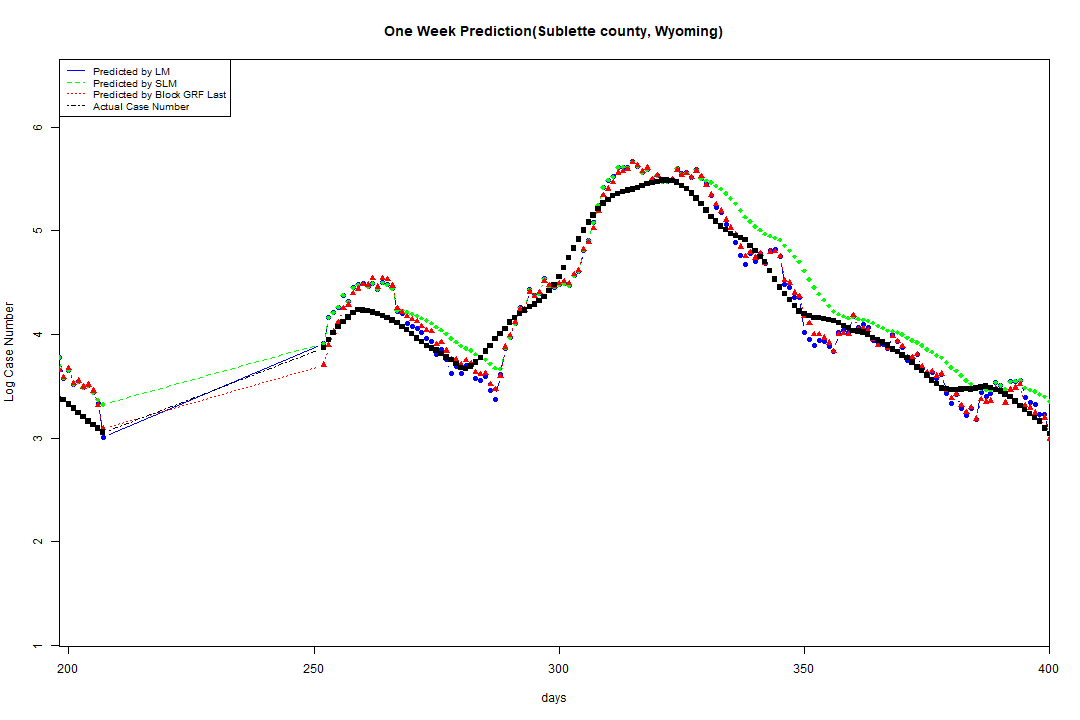 One Week Prediction(Sublette county, Wyoming)
Predicted by LM
Predicted by SLM
Predicted by Block GRF Last
Actual Case Number
6
5
4
3
2
1
Log Case Number
200
250
300
350
400
days